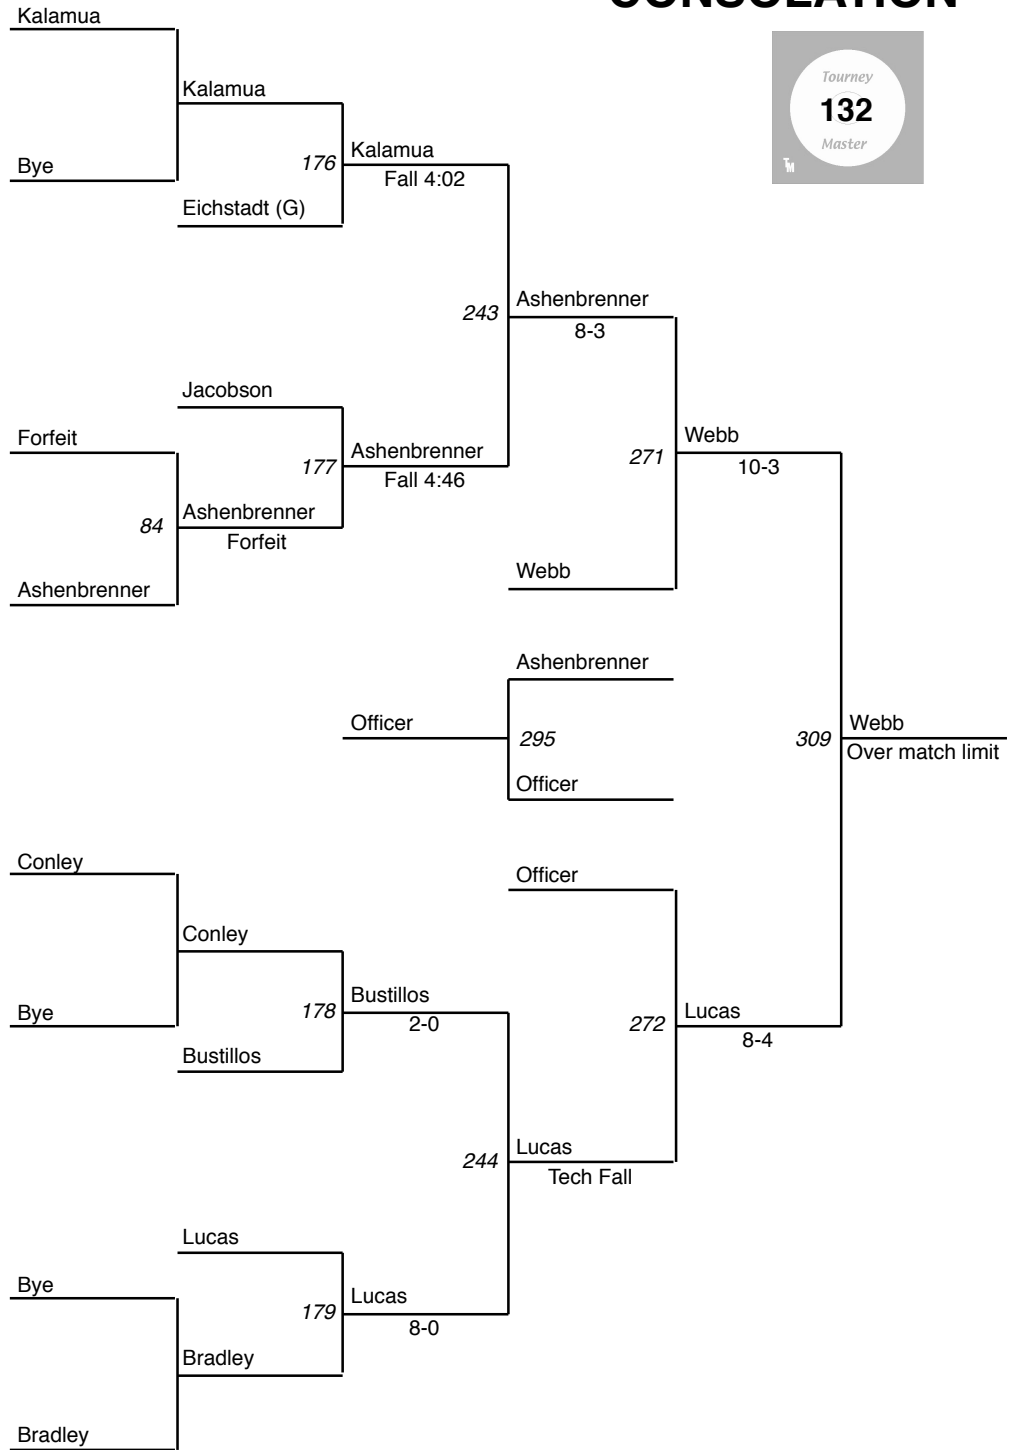 CONSOLATION
Kalamua
Tourney
132
Master
TM
Kalamua
Kalamua
176
Bye
Fall 4:02
Eichstadt (G)
Ashenbrenner
243
8-3
Jacobson
Forfeit
Webb
Ashenbrenner
271
177
10-3
Fall 4:46
Ashenbrenner
84
Forfeit
Webb
Ashenbrenner
Ashenbrenner
Officer
Webb
295
309
Over match limit
Officer
Conley
Officer
Conley
Bustillos
178
Lucas
Bye
2-0
272
8-4
Bustillos
Lucas
244
Tech Fall
Lucas
Bye
Lucas
179
8-0
Bradley
Bradley